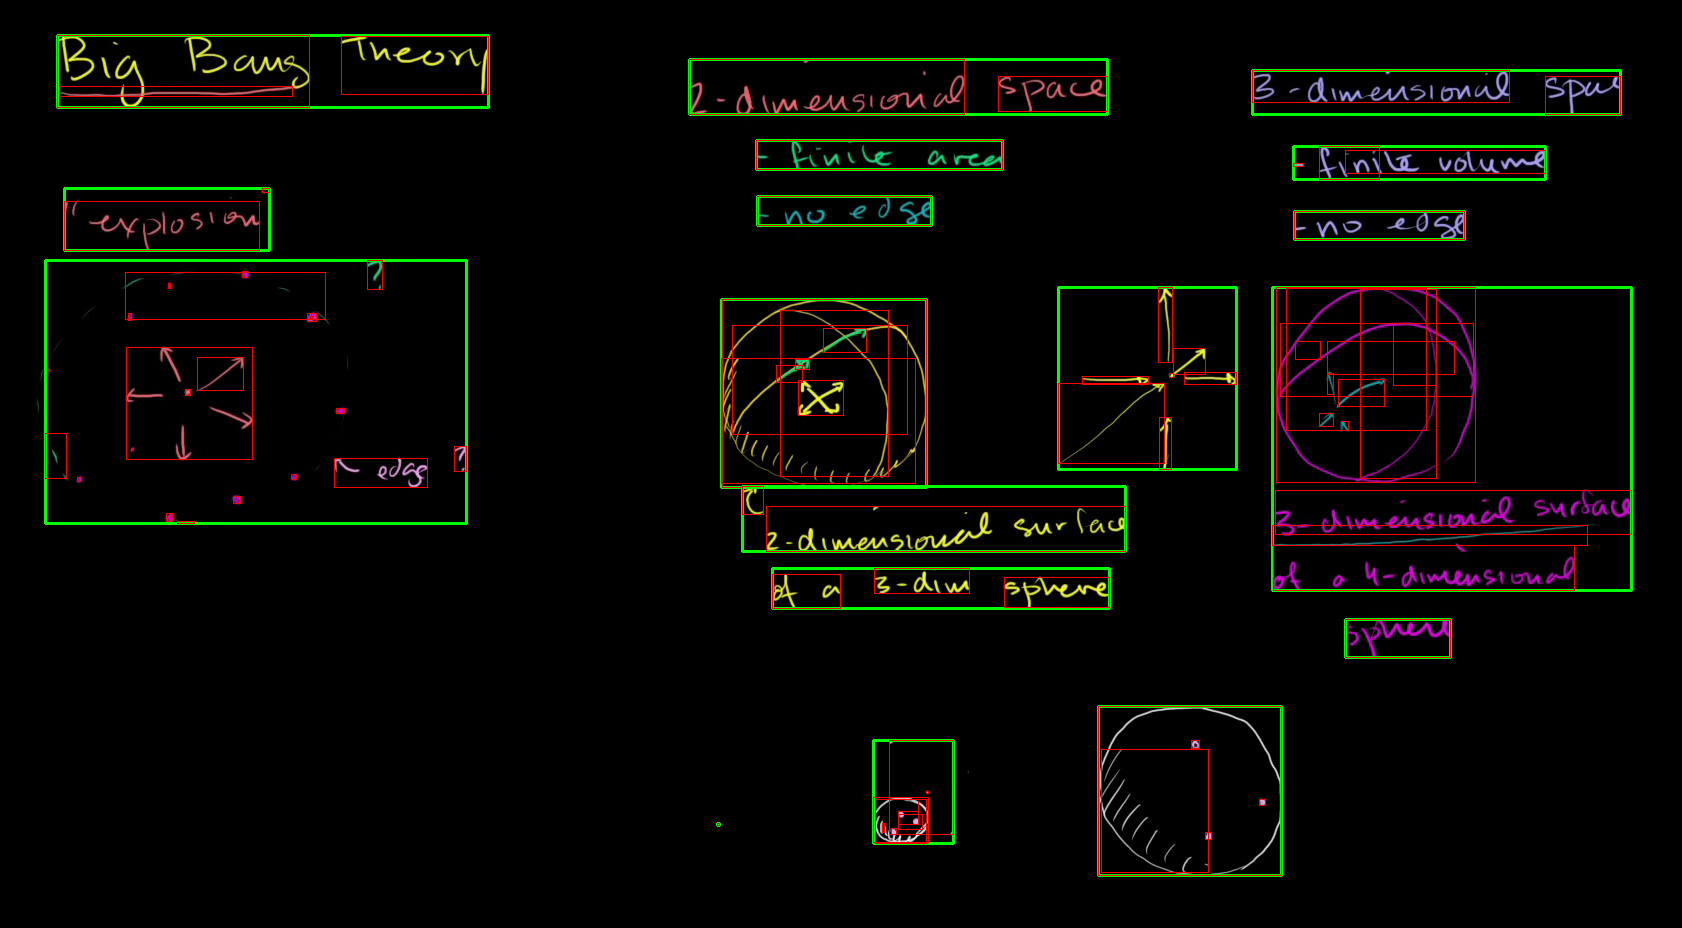 Big Bang Theory
"explosion
?
?
edge
2-dimensional space
- finite area
- no edge
2-dimensional surface
of a 3-dim sphere
3-dimensional spac
- finite volume
- no edge
3-dimensional surface
of a 4-dimensional
sphere